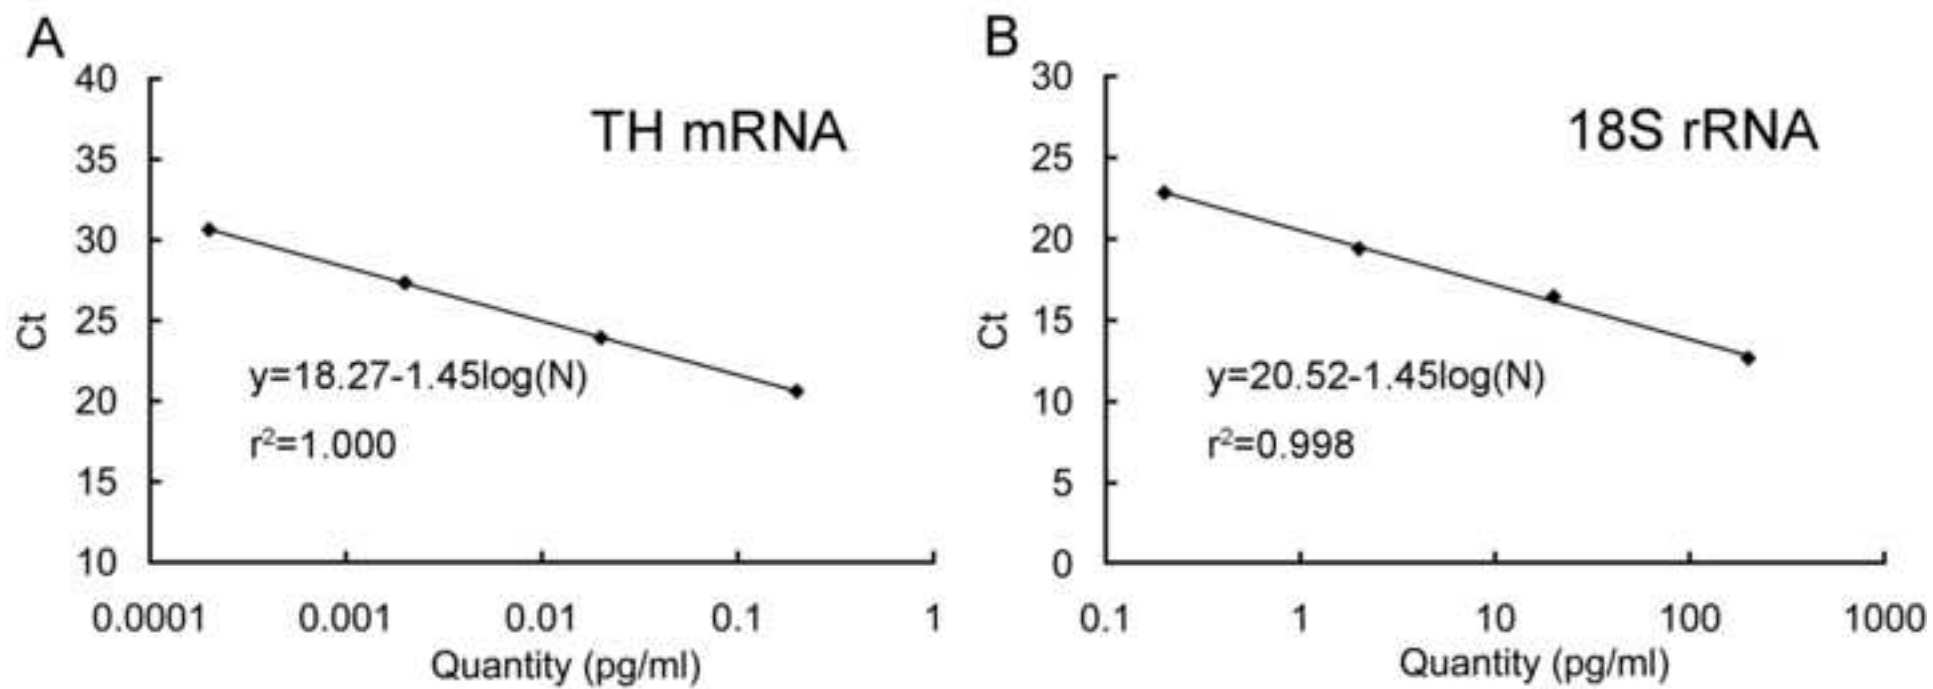 A
40
35
30
25
20
15
10
Ct
TH mRNA
y=18.27-1.45log(N)
r²=1.000
0.0001 0.001 0.01 0.1 1
Quantity (pg/ml)
B
30
25
20
15
10
5
0
Ct
18S rRNA
y=20.52-1.45log(N)
r²=0.998
0.1 1 10 100 1000
Quantity (pg/ml)